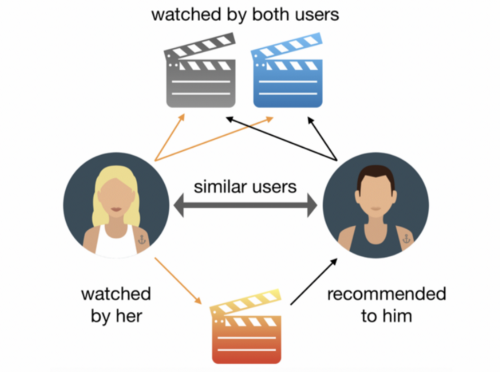 watched by both users
similar users
watched
by her
recommended
to him